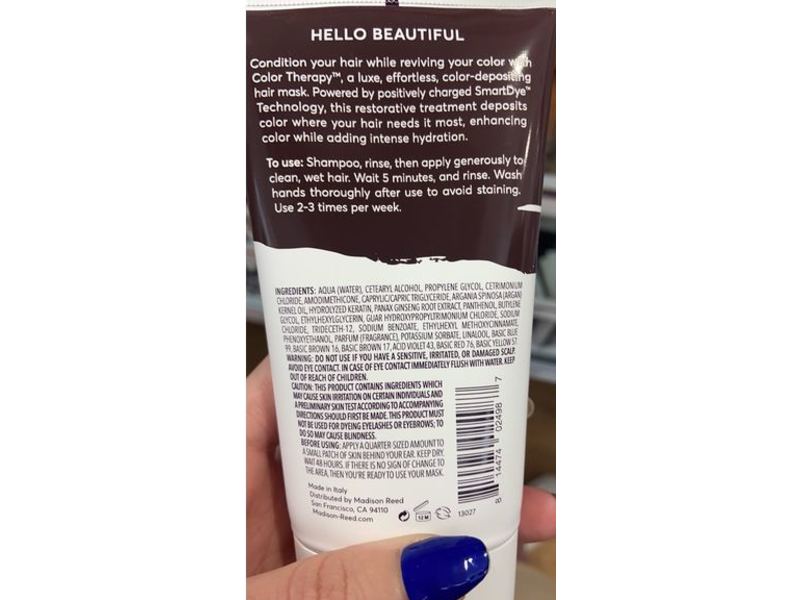 HELLO BEAUTIFUL
Condition your hair while reviving your color with
Color Therapy™, a luxe, effortless, color-depositing
hair mask. Powered by positively charged SmartDye™
Technology, this restorative treatment deposits
color where your hair needs it most, enhancing
color while adding intense hydration.
To use: Shampoo, rinse, then apply generously to
clean, wet hair. Wait 5 minutes, and rinse. Wash
hands thoroughly after use to avoid staining.
Use 2-3 times per week.
INGREDIENTS: AQUA (WATER), CETEARYL ALCOHOL, PROPYLENE GLYCOL, CETRIMONIUM
CHLORIDE, AMODIMETHICONE, CAPRYLIC/CAPRIC TRIGLYCERIDE, ARGANIA SPINOSA (ARGAN)
KERNEL OIL, HYDROLYZED KERATIN, PANAX GINSENG ROOT EXTRACT, PANTHENOL, BUTYLENE
GLYCOL, ETHYLHEXYLGLYCERIN, GUAR HYDROXYPROPYLTRIMONIUM CHLORIDE, SODIUM
CHLORIDE, TRIDECETH-12, SODIUM BENZOATE, ETHYLHEXYL METHOXYCINNAMATE,
PHENOXYETHANOL, PARFUM (FRAGRANCE), POTASSIUM SORBATE, LINALOOL, BASIC BLUE
99, BASIC BROWN 16, BASIC BROWN 17, ACID VIOLET 43, BASIC RED 76, BASIC YELLOW 57.
WARNING: DO NOT USE IF YOU HAVE A SENSITIVE, IRRITATED, OR DAMAGED SCALP.
AVOID EYE CONTACT. IN CASE OF EYE CONTACT IMMEDIATELY FLUSH WITH WATER. KEEP
OUT OF REACH OF CHILDREN.
CAUTION: THIS PRODUCT CONTAINS INGREDIENTS WHICH
MAY CAUSE SKIN IRRITATION ON CERTAIN INDIVIDUALS AND
A PRELIMINARY SKIN TEST ACCORDING TO ACCOMPANYING
DIRECTIONS SHOULD FIRST BE MADE. THIS PRODUCT MUST
NOT BE USED FOR DYEING EYELASHES OR EYEBROWS; TO
DO SO MAY CAUSE BLINDNESS.
BEFORE USING: APPLY A QUARTER-SIZED AMOUNT TO
A SMALL PATCH OF SKIN BEHIND YOUR EAR. KEEP DRY.
WAIT 48 HOURS. IF THERE IS NO SIGN OF CHANGE TO
THE AREA, THEN YOU'RE READY TO USE YOUR MASK.
8 14474 02498 7
Made in Italy
Distributed by Madison Reed
San Francisco, CA 94110
Madison-Reed.com
12 M
13027